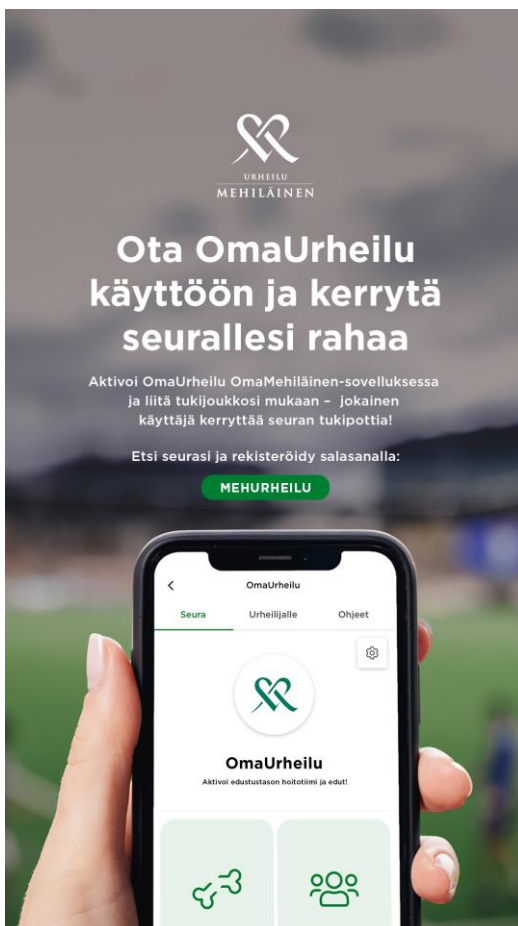 URHEILU
MEHILÄINEN
Ota OmaUrheilu
käyttöön ja kerrytä
seurallesi rahaa
Aktivoi OmaUrheilu OmaMehiläinen-sovelluksessa
ja liitä tukijoukkosi mukaan – jokainen
käyttäjä kerryttää seuran tukipottia!
Etsi seurasi ja rekisteröidy salasanalla:
MEHURHEILU
OmaUrheilu
Seura Urheilijalle Ohjeet
OmaUrheilu
Aktivoi edustustason hoitotiimi ja edut!